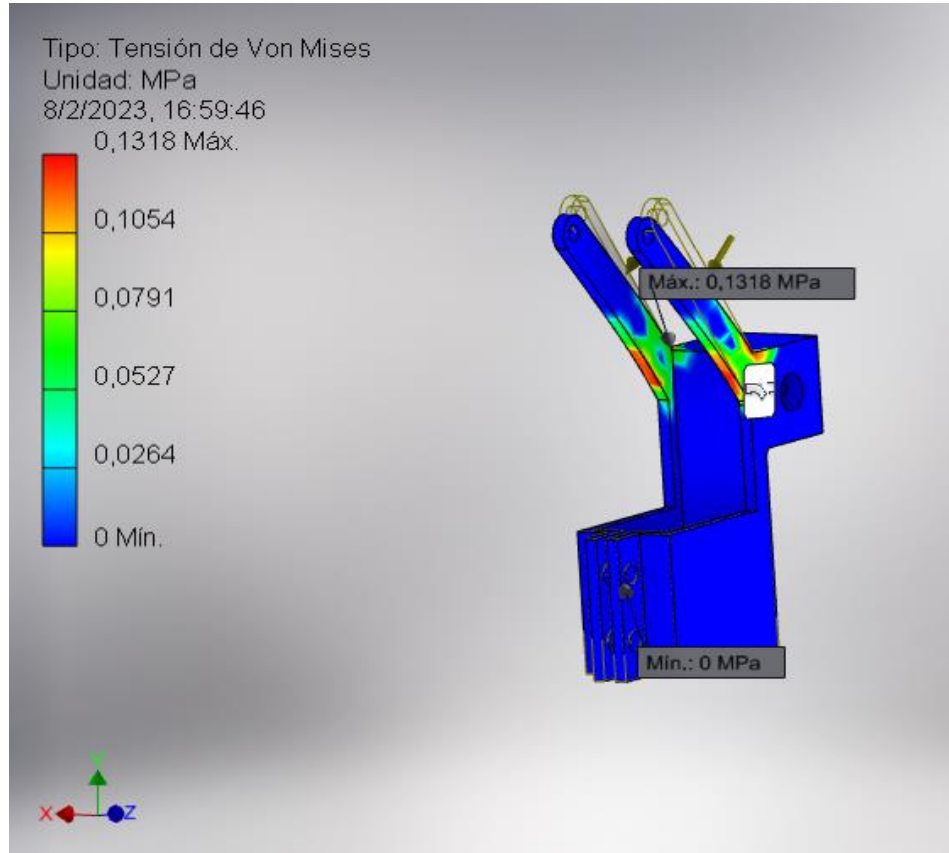 Tipo: Tensión de Von Mises
Unidad: MPa
8/2/2023, 16:59:46
0,1318 Máx.
0,1054
0,0791
0,0527
0,0264
0 Mín.
Máx.: 0,1318 MPa
Mín.: 0 MPa
Y
X
Z